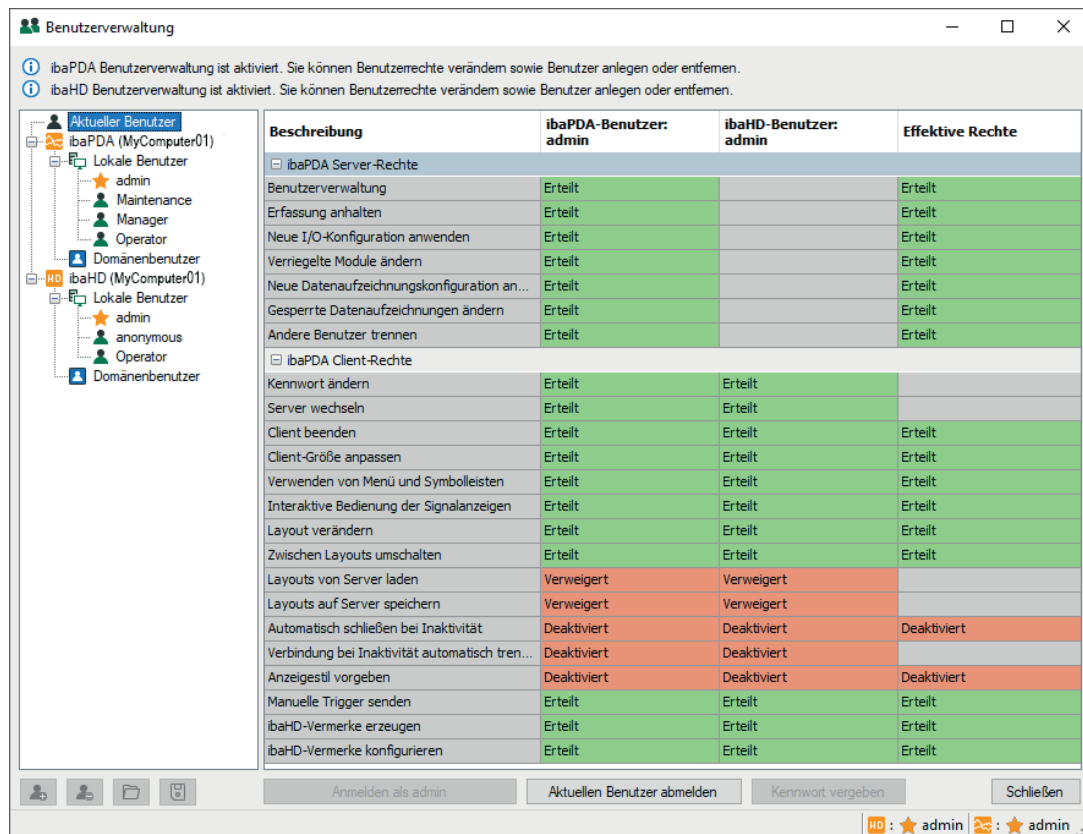 Benutzerverwaltung
ibaPDA Benutzerverwaltung ist aktiviert. Sie können Benutzerrechte verändern sowie Benutzer anlegen oder entfernen.
ibaHD Benutzerverwaltung ist aktiviert. Sie können Benutzerrechte verändern sowie Benutzer anlegen oder entfernen.
Aktueller Benutzer
ibaPDA (MyComputer01)
Lokale Benutzer
admin
Maintenance
Manager
Operator
Domänenbenutzer
HD ibaHD (MyComputer01)
Lokale Benutzer
admin
anonymous
Operator
Domänenbenutzer
Beschreibung ibaPDA-Benutzer: admin ibaHD-Benutzer: admin Effektive Rechte
ibaPDA Server-Rechte
Benutzerverwaltung Erteilt Erteilt
Erfassung anhalten Erteilt Erteilt
Neue I/O-Konfiguration anwenden Erteilt Erteilt
Verriegelte Module ändern Erteilt Erteilt
Neue Datenaufzeichnungskonfiguration an... Erteilt Erteilt
Gesperrte Datenaufzeichnungen ändern Erteilt Erteilt
Andere Benutzer trennen Erteilt Erteilt
ibaPDA Client-Rechte
Kennwort ändern Erteilt Erteilt
Server wechseln Erteilt Erteilt
Client beenden Erteilt Erteilt Erteilt
Client-Größe anpassen Erteilt Erteilt Erteilt
Verwenden von Menü und Symbolleisten Erteilt Erteilt Erteilt
Interaktive Bedienung der Signalanzeigen Erteilt Erteilt Erteilt
Layout verändern Erteilt Erteilt Erteilt
Zwischen Layouts umschalten Erteilt Erteilt Erteilt
Layouts von Server laden Verweigert Verweigert
Layouts auf Server speichern Verweigert Verweigert
Automatisch schließen bei Inaktivität Deaktiviert Deaktiviert Deaktiviert
Verbindung bei Inaktivität automatisch tren... Deaktiviert Deaktiviert
Anzeigestil vorgeben Deaktiviert Deaktiviert Deaktiviert
Manuelle Trigger senden Erteilt Erteilt Erteilt
ibaHD-Vermerke erzeugen Erteilt Erteilt Erteilt
ibaHD-Vermerke konfigurieren Erteilt Erteilt Erteilt
Anmelden als admin Aktuellen Benutzer abmelden Kennwort vergeben Schließen
HD : admin : admin